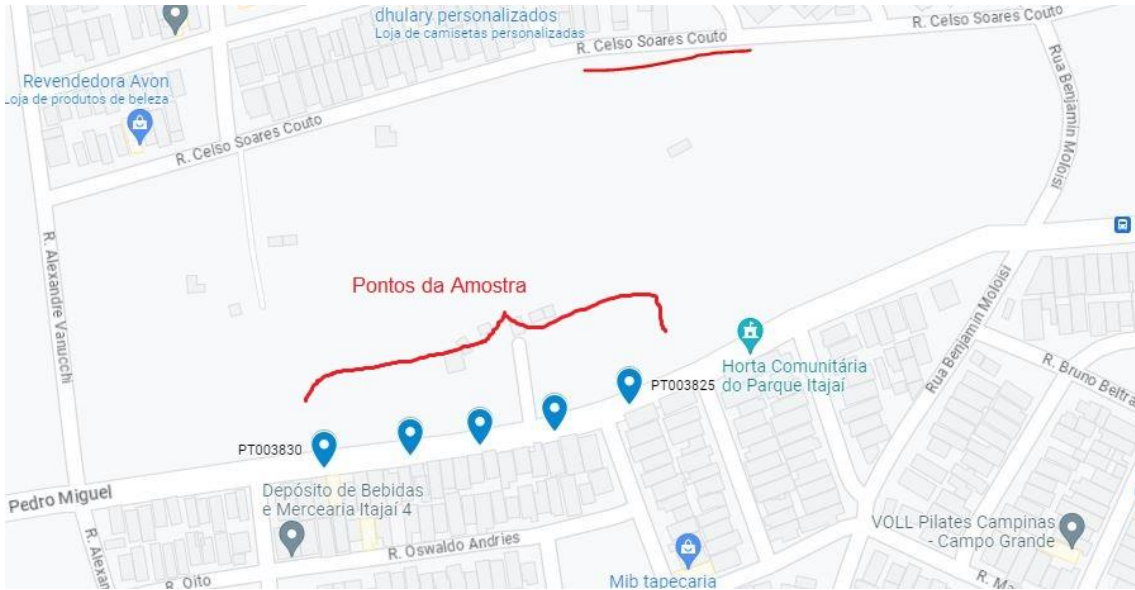 dhulary personalizados
Loja de camisetas personalizadas
R. Celso Soares Couto
R. Celso Soares Couto
Revendedora Avon
Loja de produtos de beleza
R. Celso Soares Couto
Rua Benjamin Moloisi
R. Alexandre Vanucchi
Pontos da Amostra
Horta Comunitária
do Parque Itajaí
Rua Benjamin Moloisi
R. Bruno Beltra
PT003825
PT003830
Pedro Miguel
Depósito de Bebidas
e Mercearia Itajaí 4
R. Alexan
R. Oswaldo Andries
R. Oito
VOLL Pilates Campinas
- Campo Grande
Mib tapecaria
R. Ma